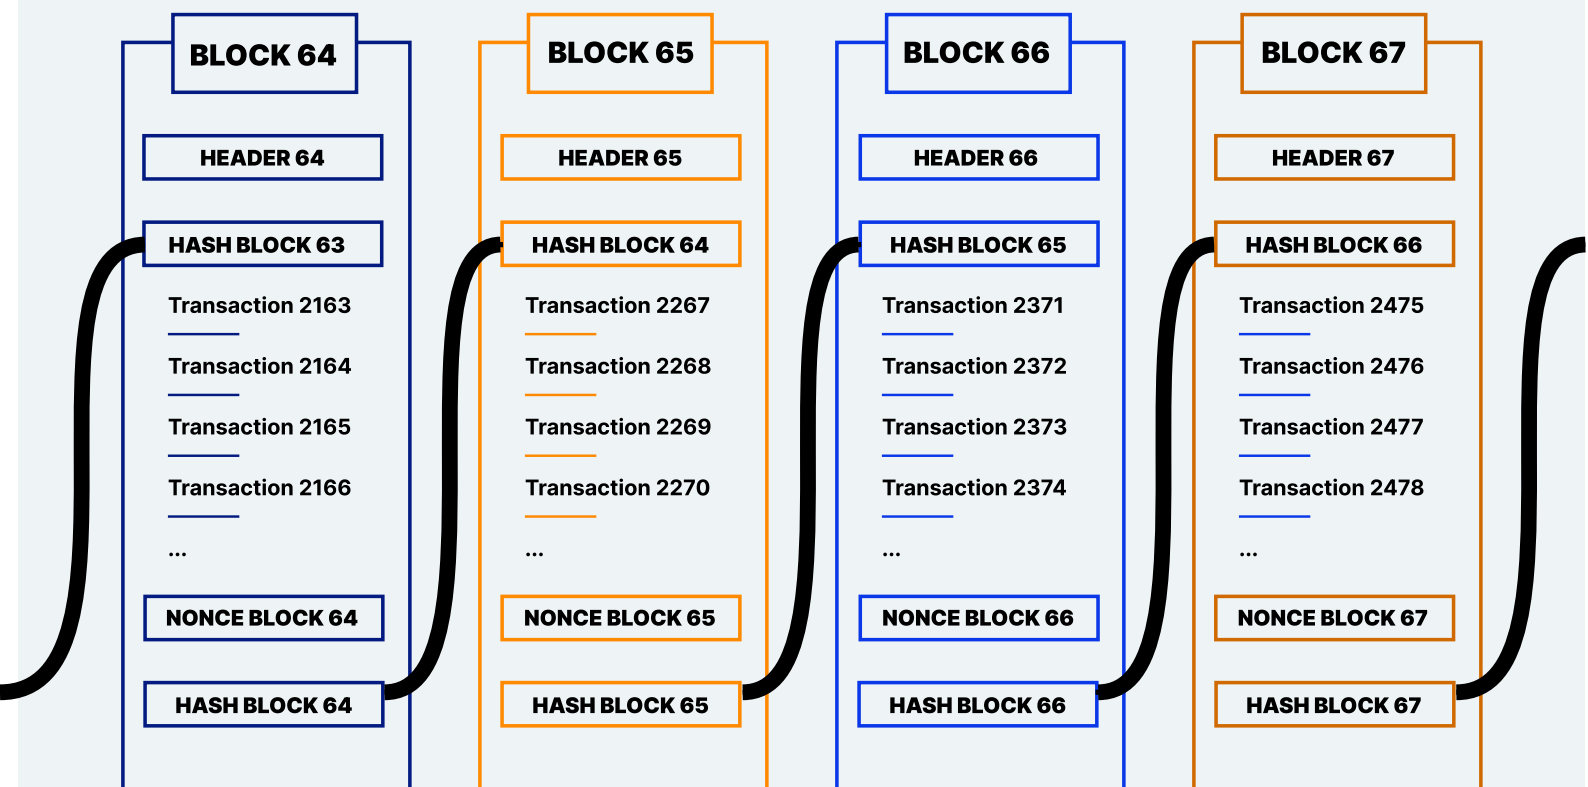 BLOCK 64
HEADER 64
HASH BLOCK 63
Transaction 2163
Transaction 2164
Transaction 2165
Transaction 2166
...
NONCE BLOCK 64
HASH BLOCK 64
BLOCK 65
HEADER 65
HASH BLOCK 64
Transaction 2267
Transaction 2268
Transaction 2269
Transaction 2270
...
NONCE BLOCK 65
HASH BLOCK 65
BLOCK 66
HEADER 66
HASH BLOCK 65
Transaction 2371
Transaction 2372
Transaction 2373
Transaction 2374
...
NONCE BLOCK 66
HASH BLOCK 66
BLOCK 67
HEADER 67
HASH BLOCK 66
Transaction 2475
Transaction 2476
Transaction 2477
Transaction 2478
...
NONCE BLOCK 67
HASH BLOCK 67